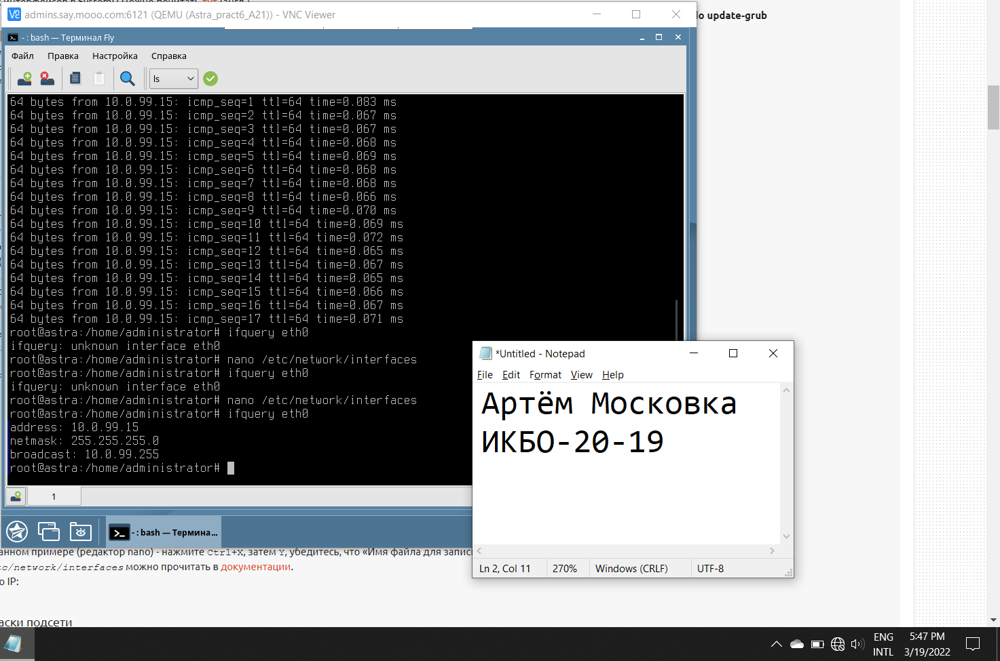 admins.say.mooo.com:6121 (QEMU (Astra_pract6_A21)) - VNC Viewer
do update-grub
- : bash — Терминал Fly
Файл Правка Настройка Справка
ls
64 bytes from 10.0.99.15: icmp_seq=1 ttl=64 time=0.083 ms
64 bytes from 10.0.99.15: icmp_seq=2 ttl=64 time=0.067 ms
64 bytes from 10.0.99.15: icmp_seq=3 ttl=64 time=0.067 ms
64 bytes from 10.0.99.15: icmp_seq=4 ttl=64 time=0.068 ms
64 bytes from 10.0.99.15: icmp_seq=5 ttl=64 time=0.069 ms
64 bytes from 10.0.99.15: icmp_seq=6 ttl=64 time=0.068 ms
64 bytes from 10.0.99.15: icmp_seq=7 ttl=64 time=0.068 ms
64 bytes from 10.0.99.15: icmp_seq=8 ttl=64 time=0.066 ms
64 bytes from 10.0.99.15: icmp_seq=9 ttl=64 time=0.070 ms
64 bytes from 10.0.99.15: icmp_seq=10 ttl=64 time=0.069 ms
64 bytes from 10.0.99.15: icmp_seq=11 ttl=64 time=0.072 ms
64 bytes from 10.0.99.15: icmp_seq=12 ttl=64 time=0.065 ms
64 bytes from 10.0.99.15: icmp_seq=13 ttl=64 time=0.067 ms
64 bytes from 10.0.99.15: icmp_seq=14 ttl=64 time=0.065 ms
64 bytes from 10.0.99.15: icmp_seq=15 ttl=64 time=0.066 ms
64 bytes from 10.0.99.15: icmp_seq=16 ttl=64 time=0.067 ms
64 bytes from 10.0.99.15: icmp_seq=17 ttl=64 time=0.071 ms
root@astra:/home/administrator# ifquery eth0
ifquery: unknown interface eth0
root@astra:/home/administrator# nano /etc/network/interfaces
root@astra:/home/administrator# ifquery eth0
ifquery: unknown interface eth0
root@astra:/home/administrator# nano /etc/network/interfaces
root@astra:/home/administrator# ifquery eth0
address: 10.0.99.15
netmask: 255.255.255.0
broadcast: 10.0.99.255
root@astra:/home/administrator#
1
- : bash — Термина...
*Untitled - Notepad
File Edit Format View Help
Артём Московка
ИКБО-20-19
Ln 2, Col 11 270% Windows (CRLF) UTF-8
анном примере (редактор nano) - нажмите Ctrl+X, затем Y, убедитесь, что «Имя файла для запис
c/network/interfaces можно прочитать в документации.
о IP:
аски подсети
ENG
INTL
5:47 PM
3/19/2022